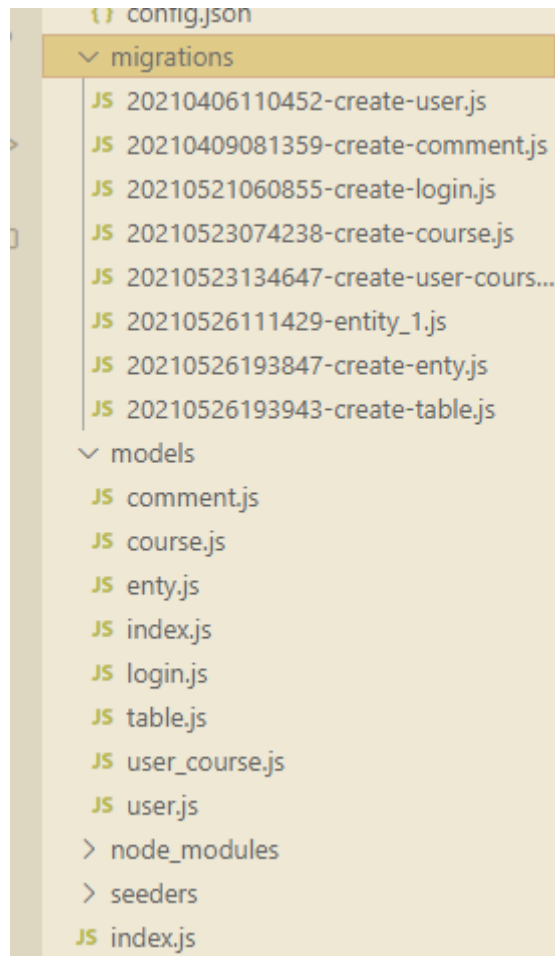 {} config.json
migrations
JS 20210406110452-create-user.js
JS 20210409081359-create-comment.js
JS 20210521060855-create-login.js
JS 20210523074238-create-course.js
JS 20210523134647-create-user-cours...
JS 20210526111429-entity_1.js
JS 20210526193847-create-enty.js
JS 20210526193943-create-table.js
models
JS comment.js
JS course.js
JS enty.js
JS index.js
JS login.js
JS table.js
JS user_course.js
JS user.js
node_modules
seeders
JS index.js